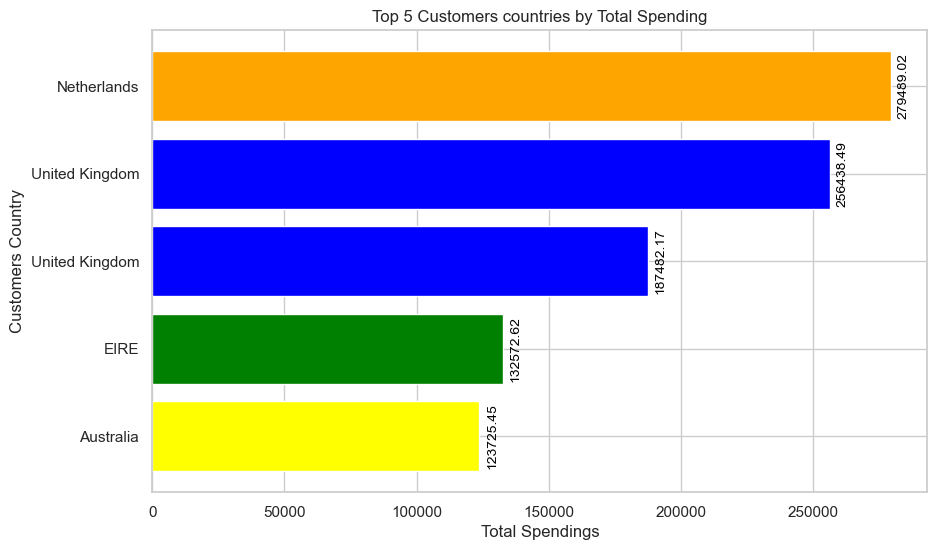 Top 5 Customers countries by Total Spending
Customers Country
Netherlands
279489.02
United Kingdom
256438.49
United Kingdom
187482.17
EIRE
132572.62
Australia
123725.45
0 50000 100000 150000 200000 250000
Total Spendings